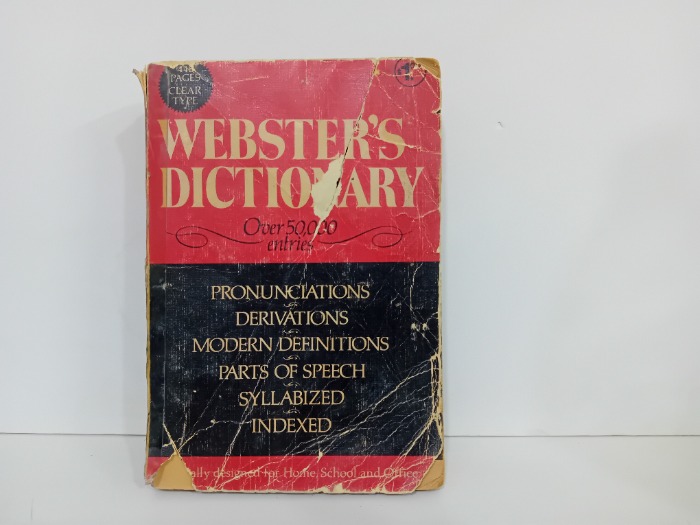 PAGES
CLEAR
TYPE
WEBSTER'S
DICTIONARY
Over 50,000
entries
PRONUNCIATIONS
DERIVATIONS
MODERN DEFINITIONS
PARTS OF SPEECH
SYLLABIZED
INDEXED
designed for Home, School and Office